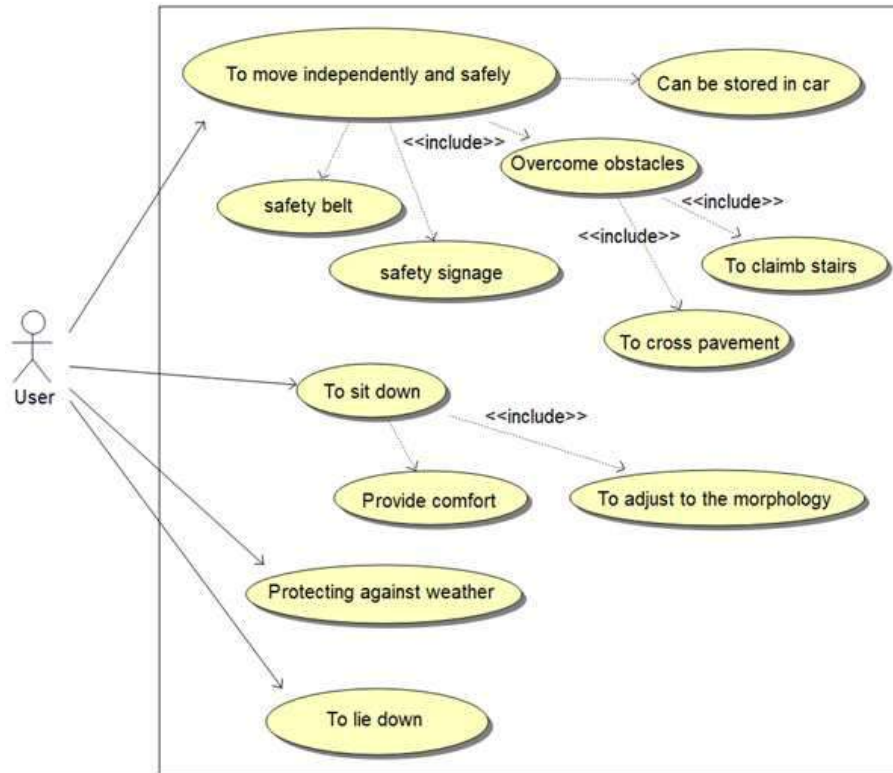 To move independently and safely
Can be stored in car
<<include>>
Overcome obstacles
<<include>>
safety belt
<<include>>
To claimb stairs
safety signage
To cross pavement
User
To sit down
<<include>>
Provide comfort
To adjust to the morphology
Protecting against weather
To lie down